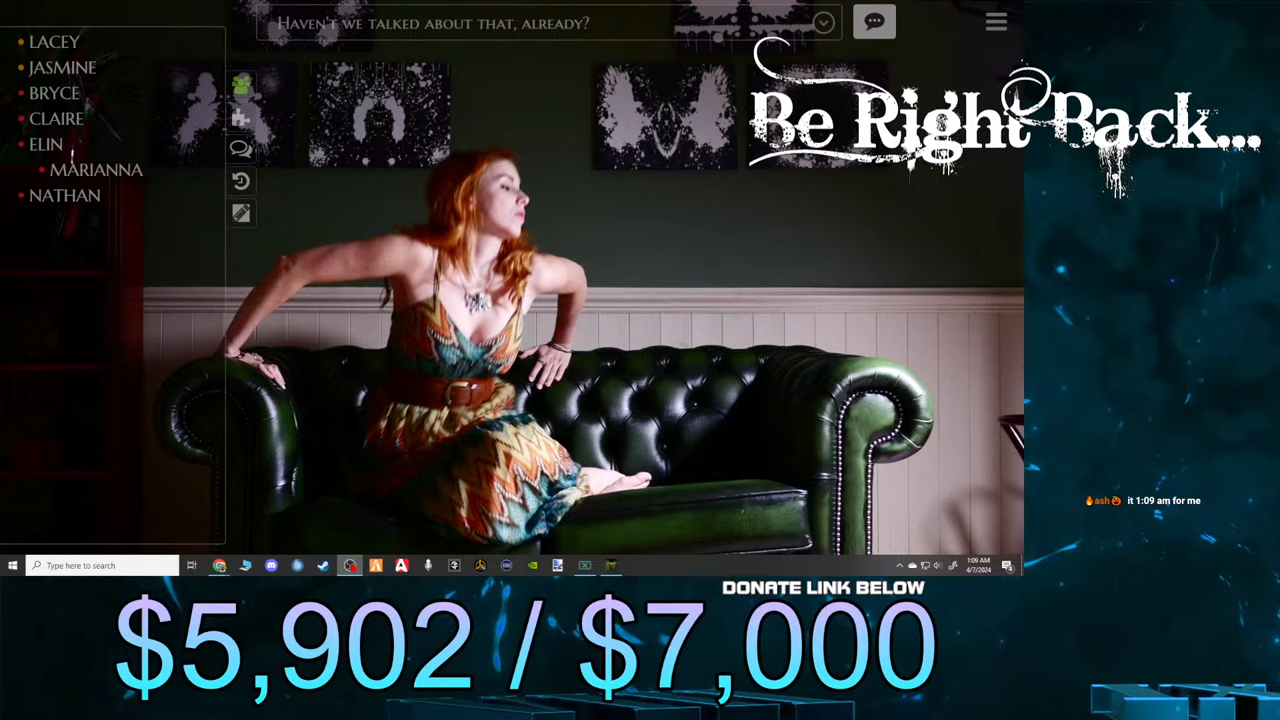 Haven't we talked about that, already?
LACEY
JASMINE
BRYCE
CLAIRE
ELIN
MARIANNA
NATHAN
Be Right Back...
ash it 1:09 am for me
Type here to search
1:09 AM
4/7/2024
DONATE LINK BELOW
$5,902 / $7,000